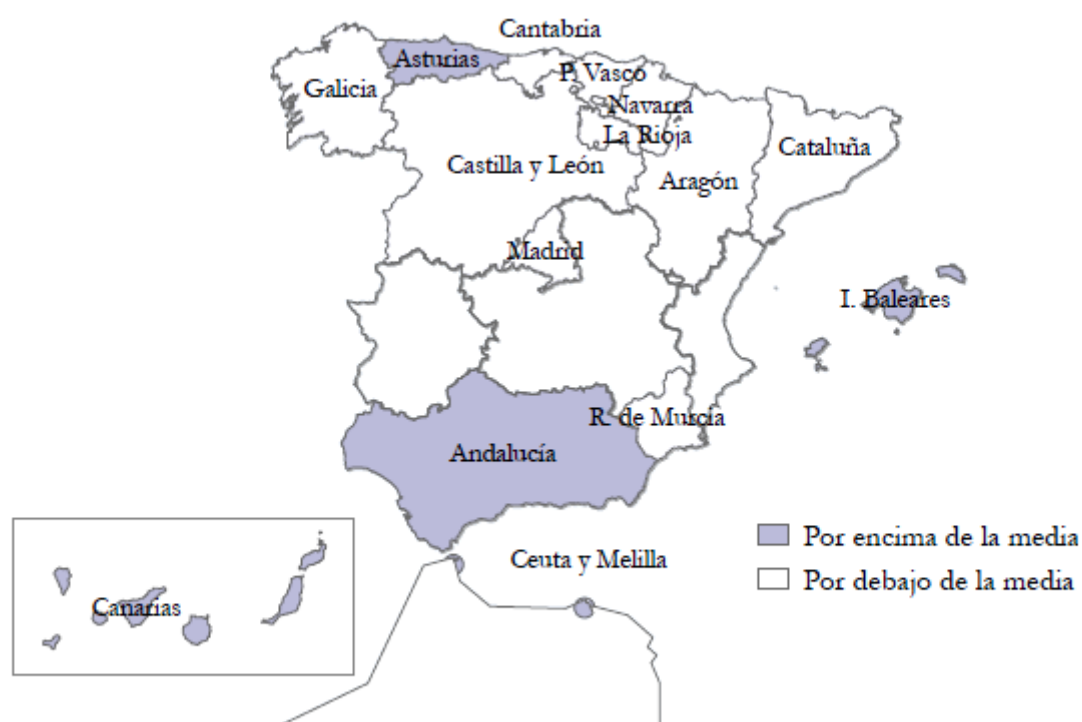 Cantabria
Asturias
P. Vasco
Galicia
Navarra
La Rioja
Cataluña
Castilla y León
Aragón
Madrid
I. Baleares
R. de Murcia
Andalucía
Por encima de la media
Ceuta y Melilla
Por debajo de la media
Canarias